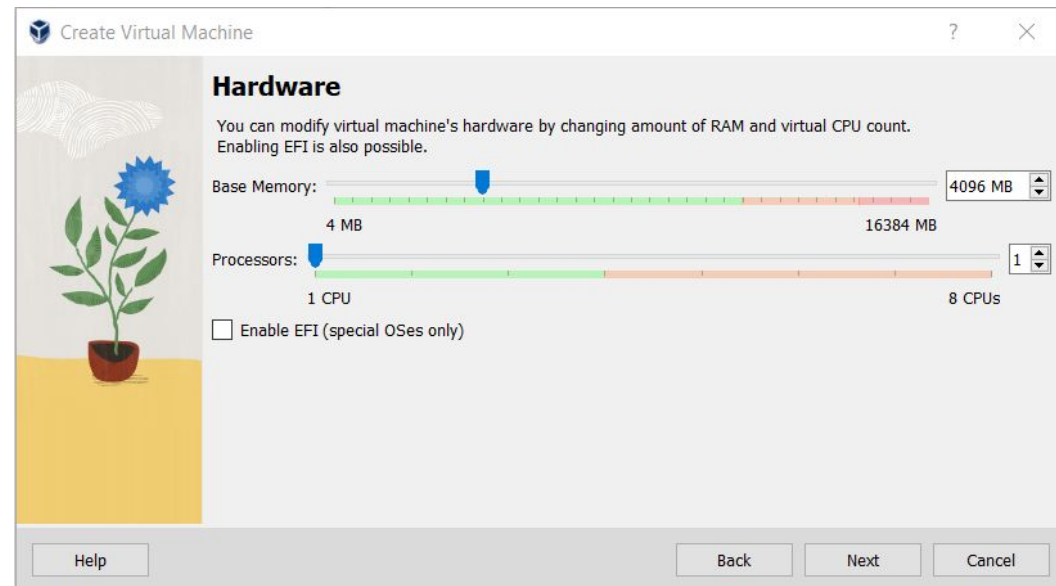 Create Virtual Machine
?
Hardware
You can modify virtual machine's hardware by changing amount of RAM and virtual CPU count.
Enabling EFI is also possible.
Base Memory:
4096 MB
4 MB
16384 MB
Processors:
1
1 CPU
8 CPUs
Enable EFI (special OSes only)
Help
Back
Next
Cancel